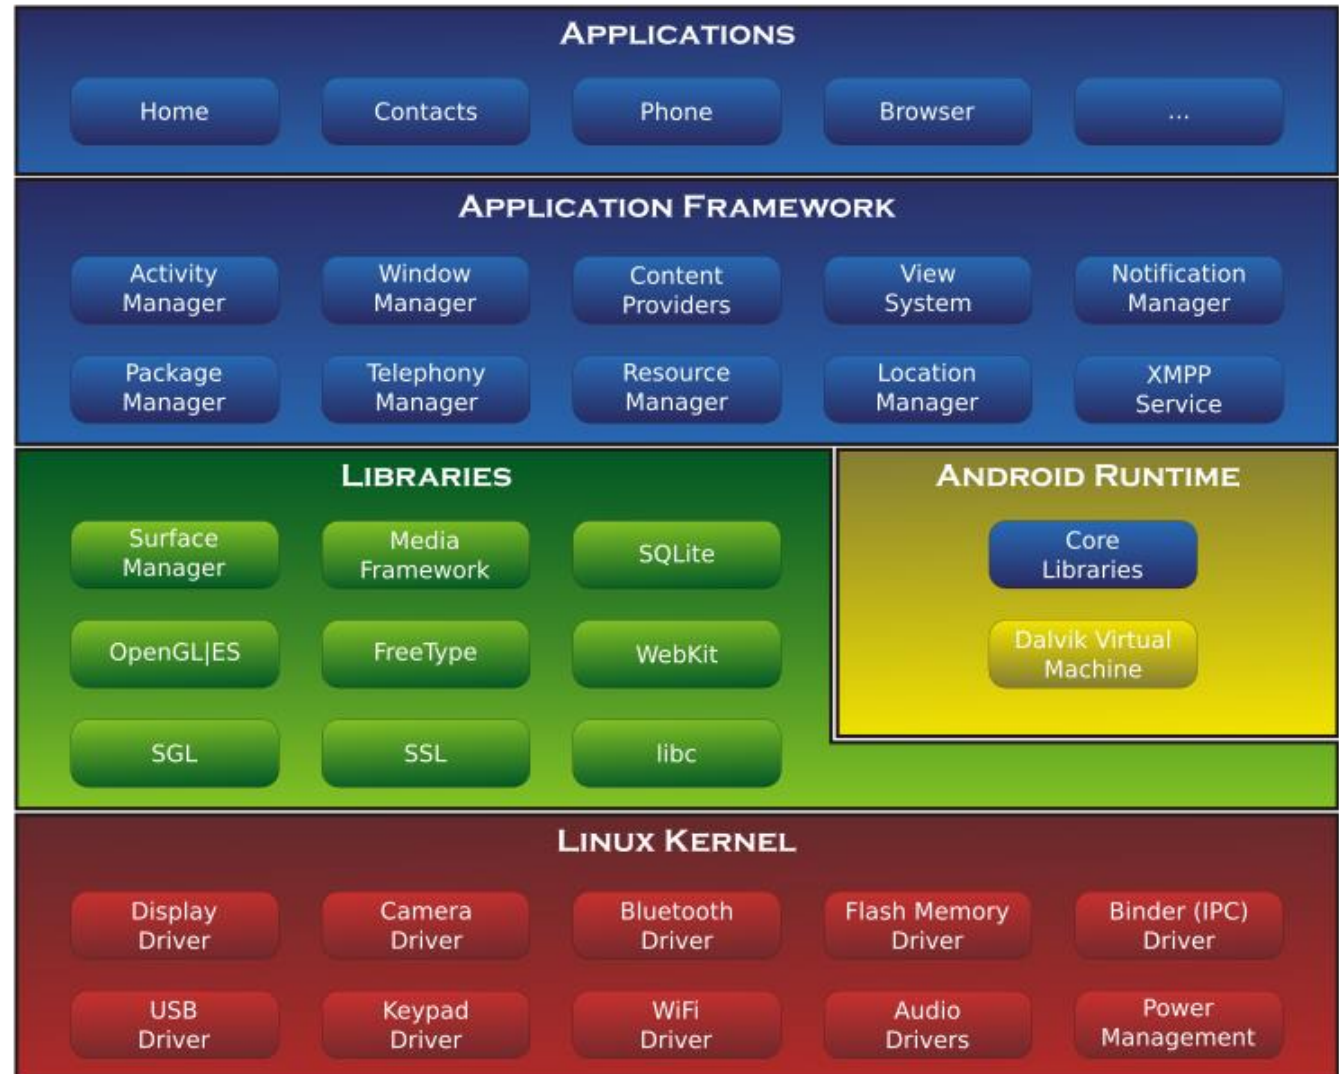 APPLICATIONS
Home
Contacts
Phone
Browser
...
APPLICATION FRAMEWORK
Activity
Manager
Window
Manager
Content
Providers
View
System
Notification
Manager
Package
Manager
Telephony
Manager
Resource
Manager
Location
Manager
XMPP
Service
LIBRARIES
Surface
Manager
Media
Framework
SQLite
OpenGL|ES
FreeType
WebKit
SGL
SSL
libc
ANDROID RUNTIME
Core
Libraries
Dalvik Virtual
Machine
LINUX KERNEL
Display
Driver
Camera
Driver
Bluetooth
Driver
Flash Memory
Driver
Binder (IPC)
Driver
USB
Driver
Keypad
Driver
WiFi
Driver
Audio
Drivers
Power
Management